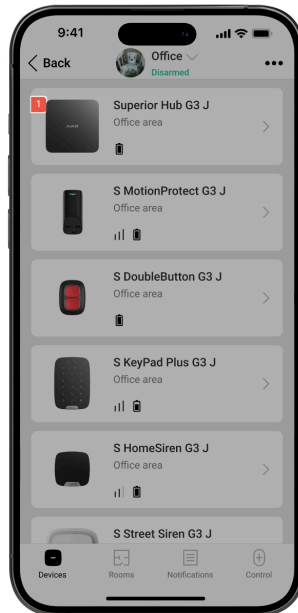 9:41
Back
Office
Disarmed
1
AJAX
Superior Hub G3 J
Office area
S MotionProtect G3 J
Office area
S DoubleButton G3 J
Office area
S KeyPad Plus G3 J
Office area
S HomeSiren G3 J
Office area
S Street Siren G3 J
Devices
Rooms
Notifications
Control